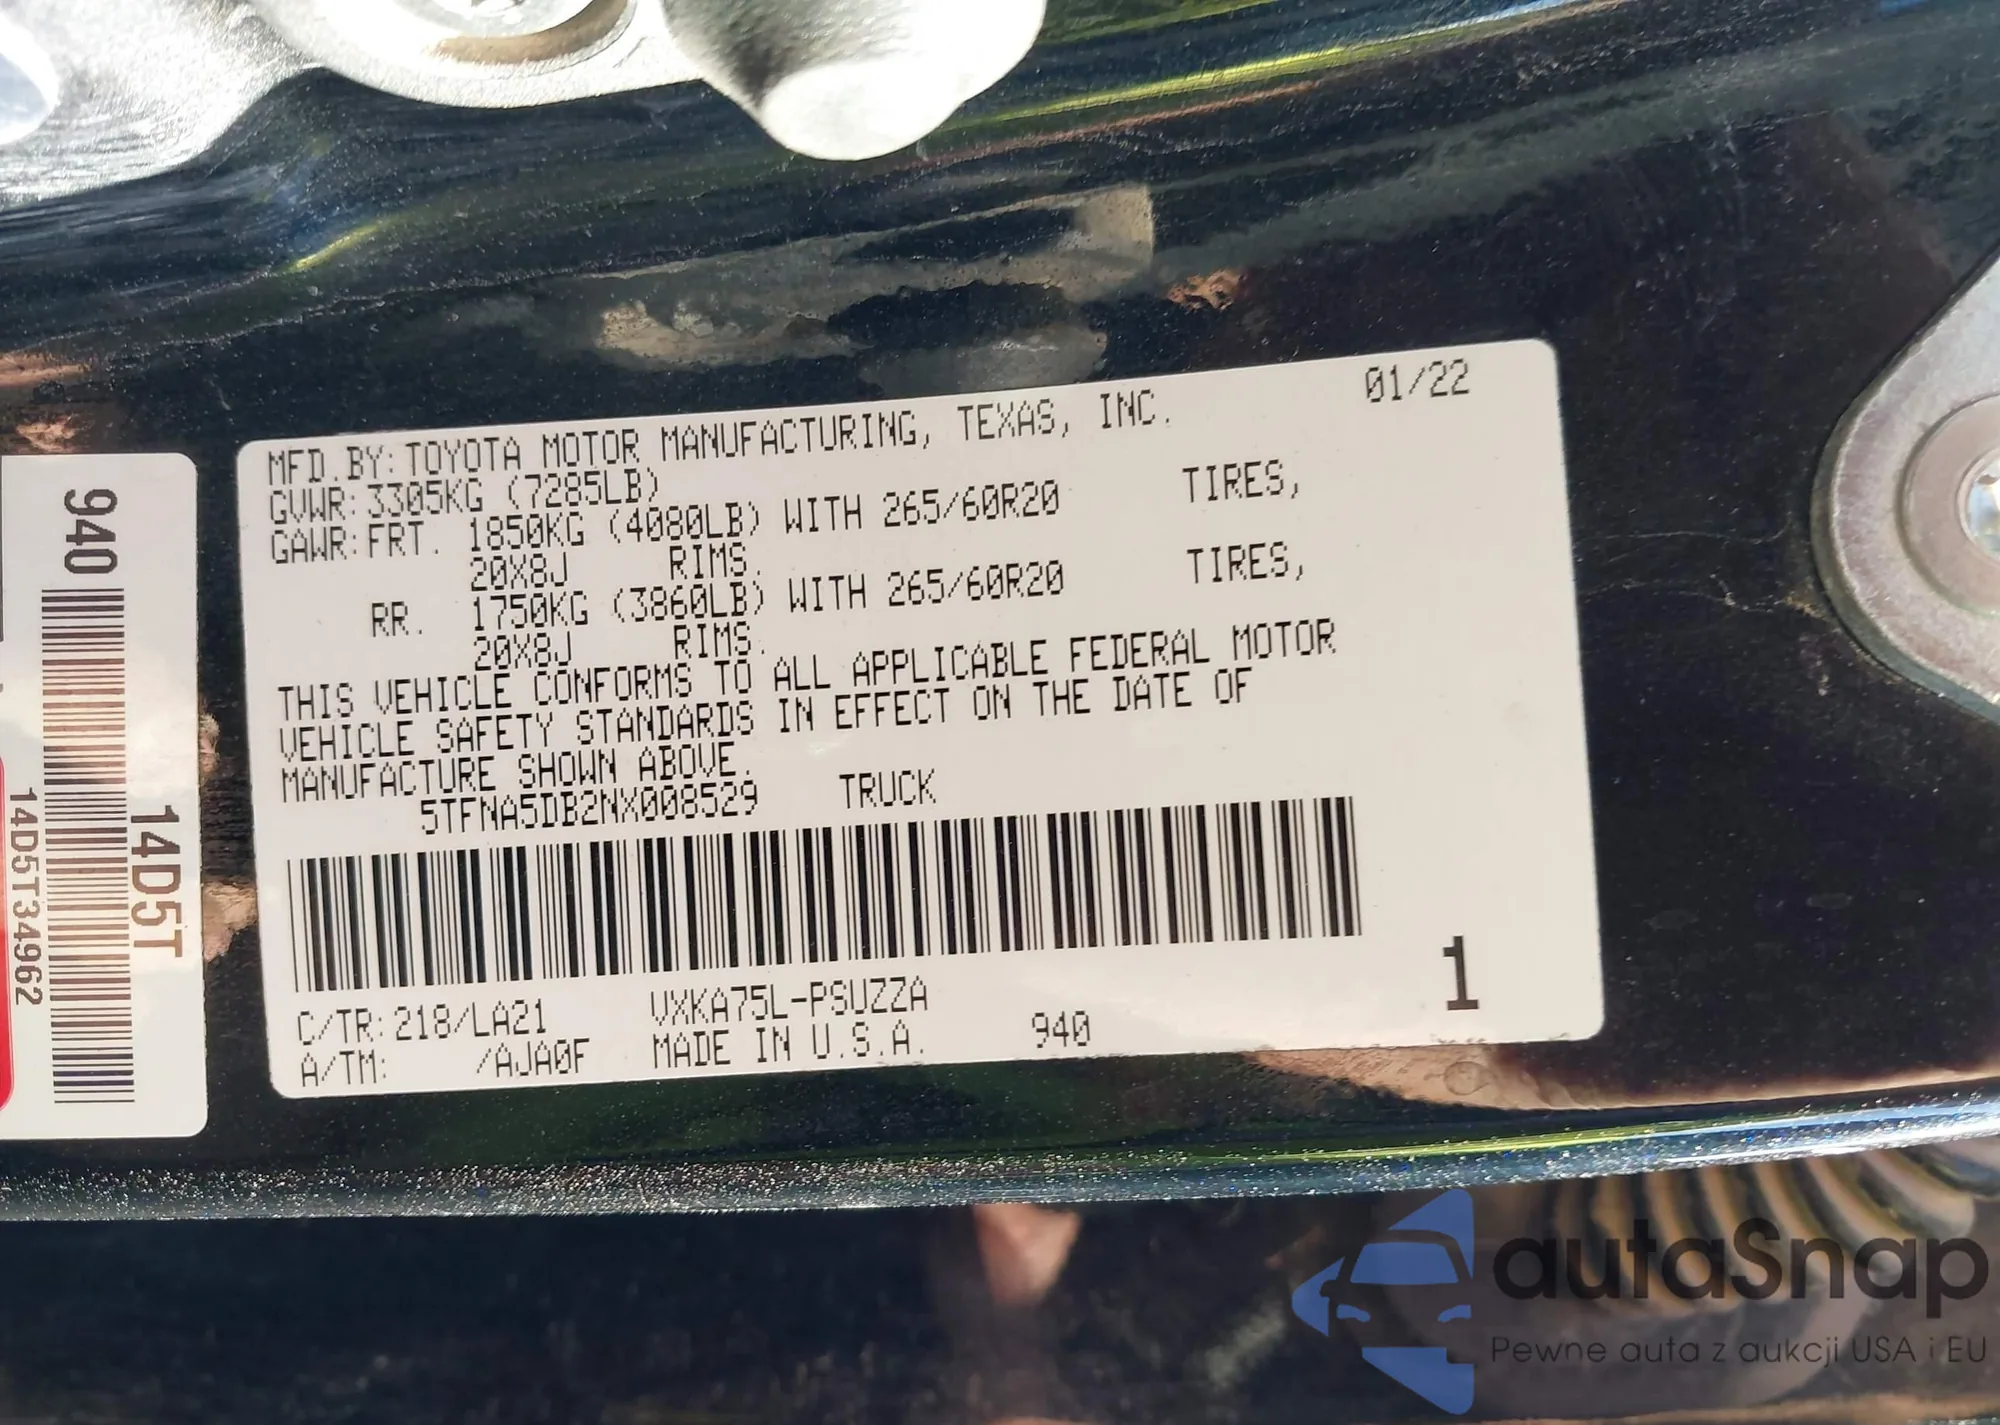 MFD.BY:TOYOTA MOTOR MANUFACTURING, TEXAS, INC. 01/22
GVWR:3305KG (7285LB)
GAWR:FRT. 1850KG (4080LB) WITH 265/60R20 TIRES,
20X8J RIMS.
RR. 1750KG (3860LB) WITH 265/60R20 TIRES,
20X8J RIMS.
THIS VEHICLE CONFORMS TO ALL APPLICABLE FEDERAL MOTOR
VEHICLE SAFETY STANDARDS IN EFFECT ON THE DATE OF
MANUFACTURE SHOWN ABOVE.
5TFNA5DB2NX008529 TRUCK
C/TR:218/LA21 VXKA75L-PSUZZA
A/TM: /AJA0F MADE IN U.S.A. 940
1
940
14D5T
14D5T34962
autaSnap
Pewne auta z aukcji USA i EU